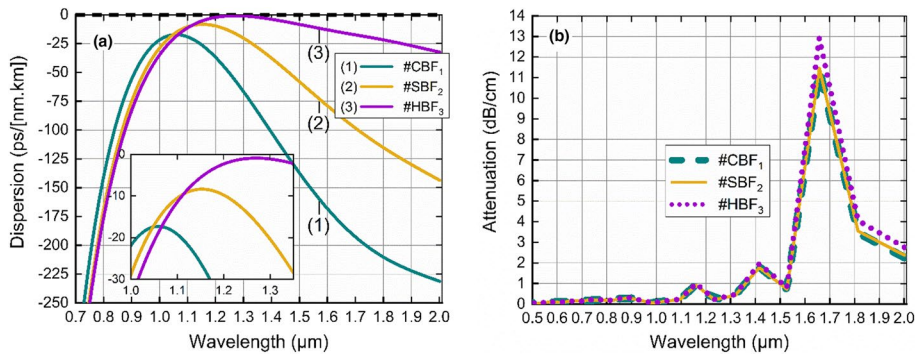 (a)
Dispersion (ps/[nm.km])
0
-25
-50
-75
-100
-125
-150
-175
-200
-225
-250
0.7 0.8 0.9 1.0 1.1 1.2 1.3 1.4 1.5 1.6 1.7 1.8 1.9 2.0
Wavelength (µm)
(3)
(2)
(1)
(1) #CBF1
(2) #SBF2
(3) #HBF3
0
-10
-20
-30
1.0 1.1 1.2 1.3
(b)
Attenuation (dB/cm)
14
13
12
11
10
9
8
7
6
5
4
3
2
1
0
0.5 0.6 0.7 0.8 0.9 1.0 1.1 1.2 1.3 1.4 1.5 1.6 1.7 1.8 1.9 2.0
Wavelength (µm)
#CBF1
#SBF2
#HBF3